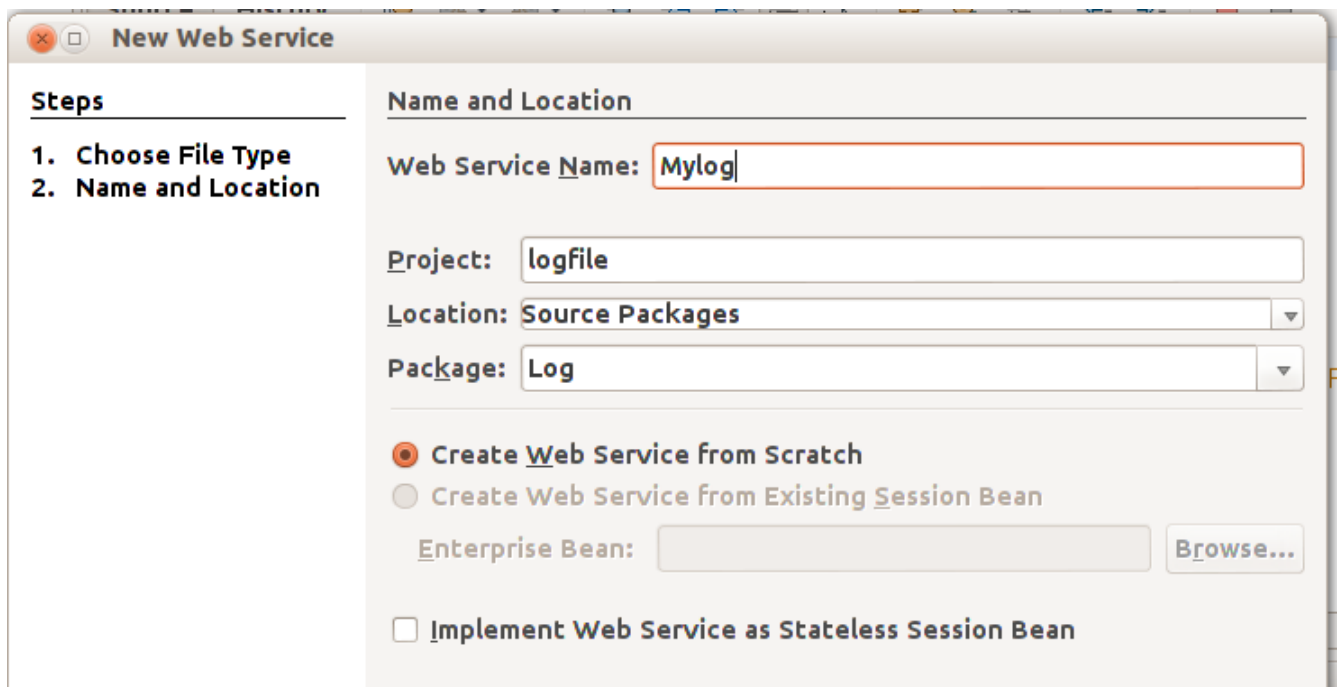 New Web Service
Steps
1. Choose File Type
2. Name and Location
Name and Location
Web Service Name: Mylog
Project: logfile
Location: Source Packages
Package: Log
Create Web Service from Scratch
Create Web Service from Existing Session Bean
Enterprise Bean:
Browse...
Implement Web Service as Stateless Session Bean